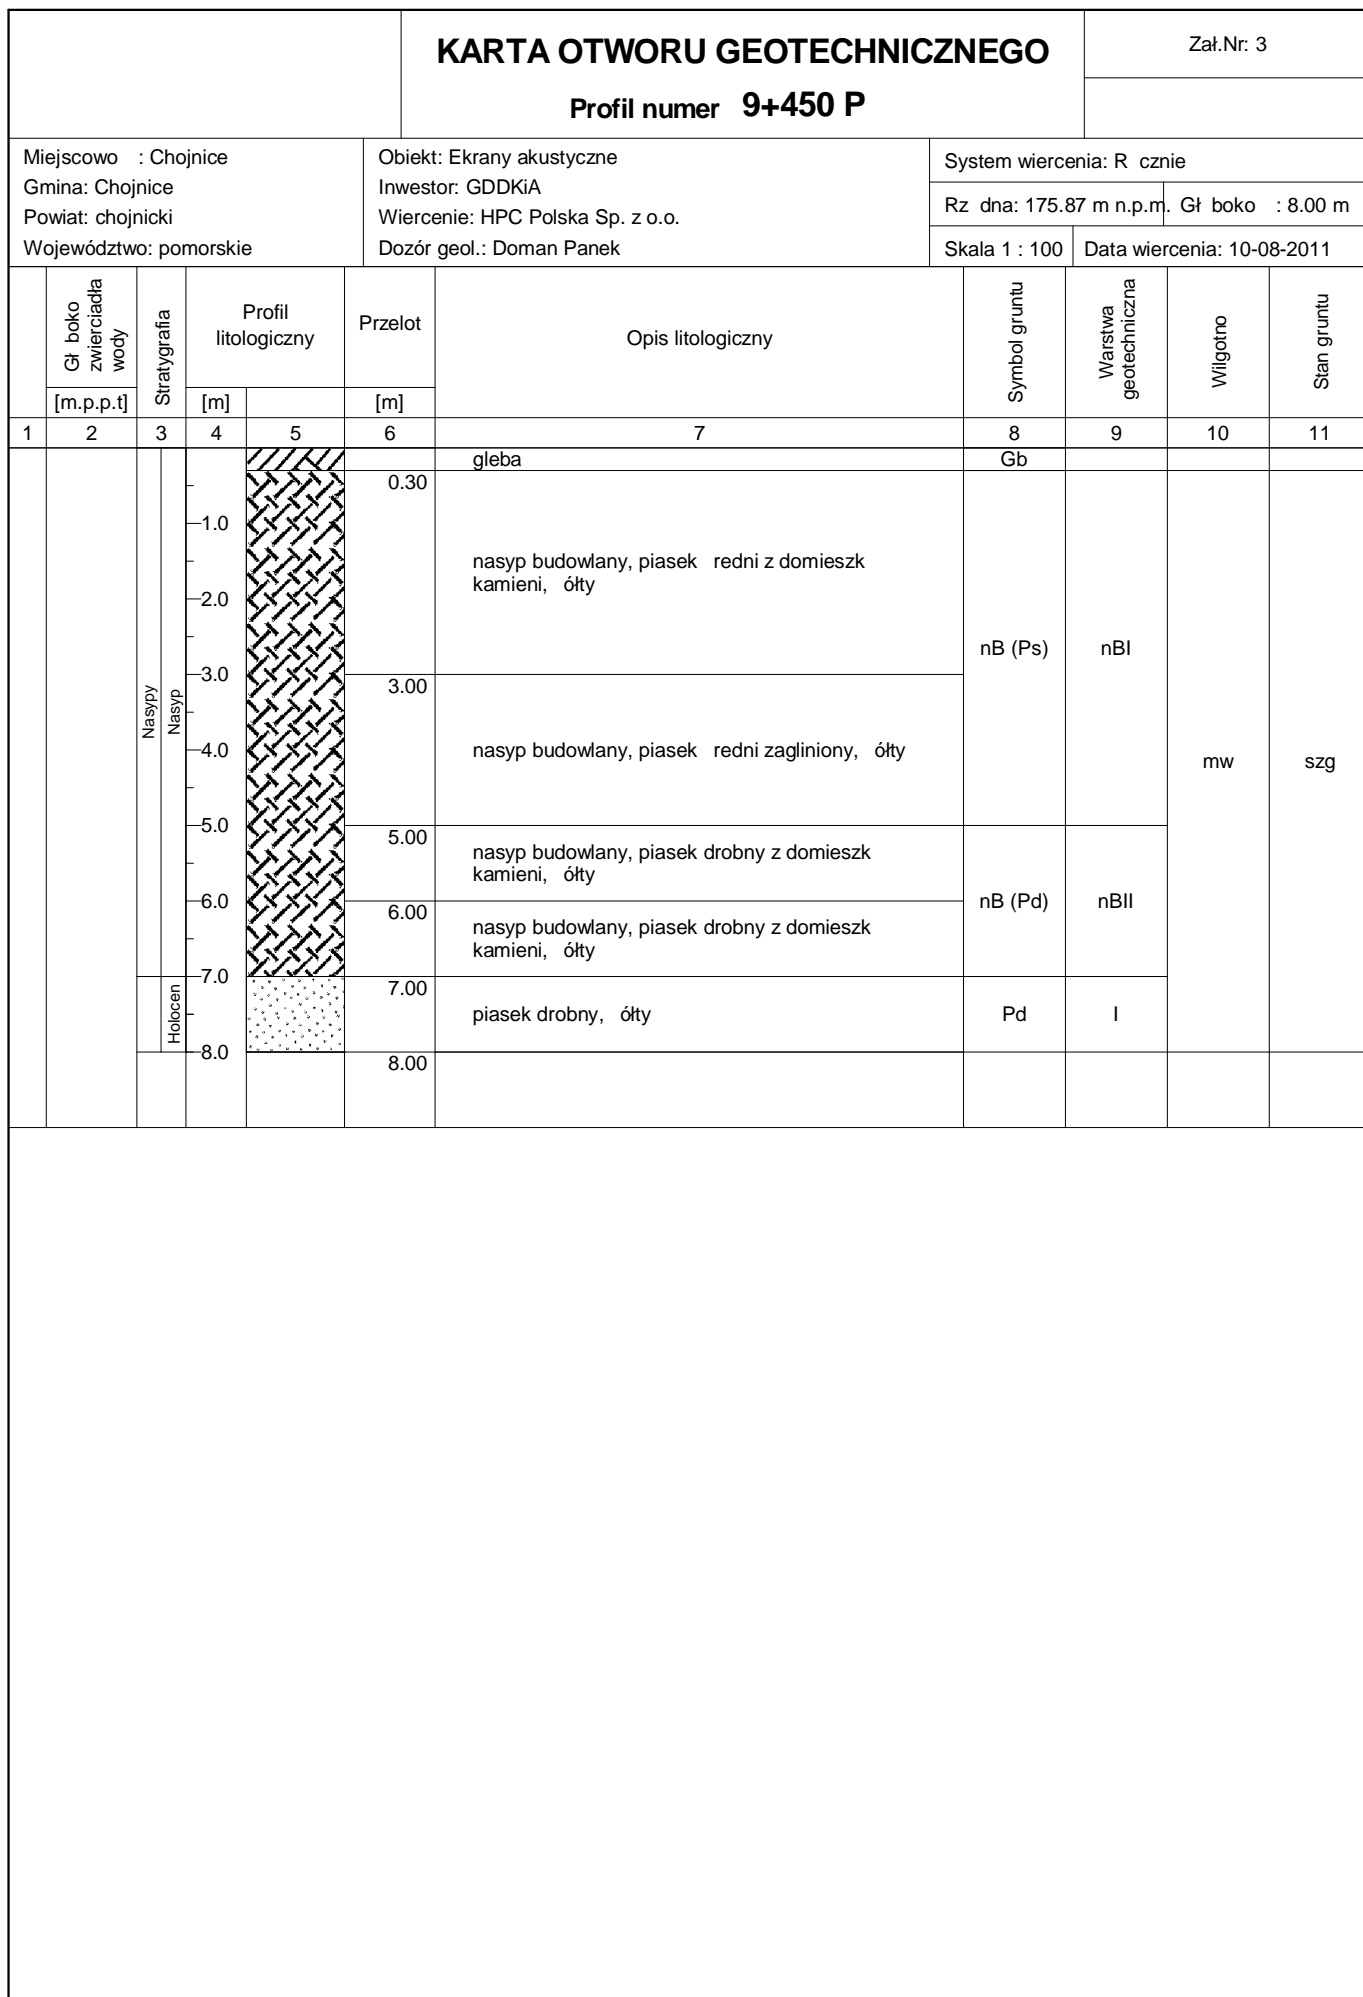 KARTA OTWORU GEOTECHNICZNEGO
Profil numer 9+450 P
Zał.Nr: 3
Miejscowo : Chojnice
Gmina: Chojnice
Powiat: chojnicki
Województwo: pomorskie
Obiekt: Ekrany akustyczne
Inwestor: GDDKiA
Wiercenie: HPC Polska Sp. z o.o.
Dozór geol.: Doman Panek
System wiercenia: R cznie
Rz dna: 175.87 m n.p.m. Gł boko : 8.00 m
Skala 1 : 100 Data wiercenia: 10-08-2011
Gł boko
zwierciadła
wody
[m.p.p.t]
Stratygrafia
Profil
litologiczny
[m]
Przelot
[m]
Opis litologiczny
Symbol gruntu
Warstwa
geotechniczna
Wilgotno
Stan gruntu
1 2 3 4 5 6 7 8 9 10 11
gleba Gb
0.30
1.0
nasyp budowlany, piasek redni z domieszk
kamieni, ółty
2.0
nB (Ps) nBI
3.0
3.00
Nasypy
Nasyp
nasyp budowlany, piasek redni zagliniony, ółty
4.0
mw szg
5.0
5.00
nasyp budowlany, piasek drobny z domieszk
kamieni, ółty
6.0
6.00
nB (Pd) nBII
nasyp budowlany, piasek drobny z domieszk
kamieni, ółty
7.0
7.00
Holocen
piasek drobny, ółty Pd I
8.0
8.00